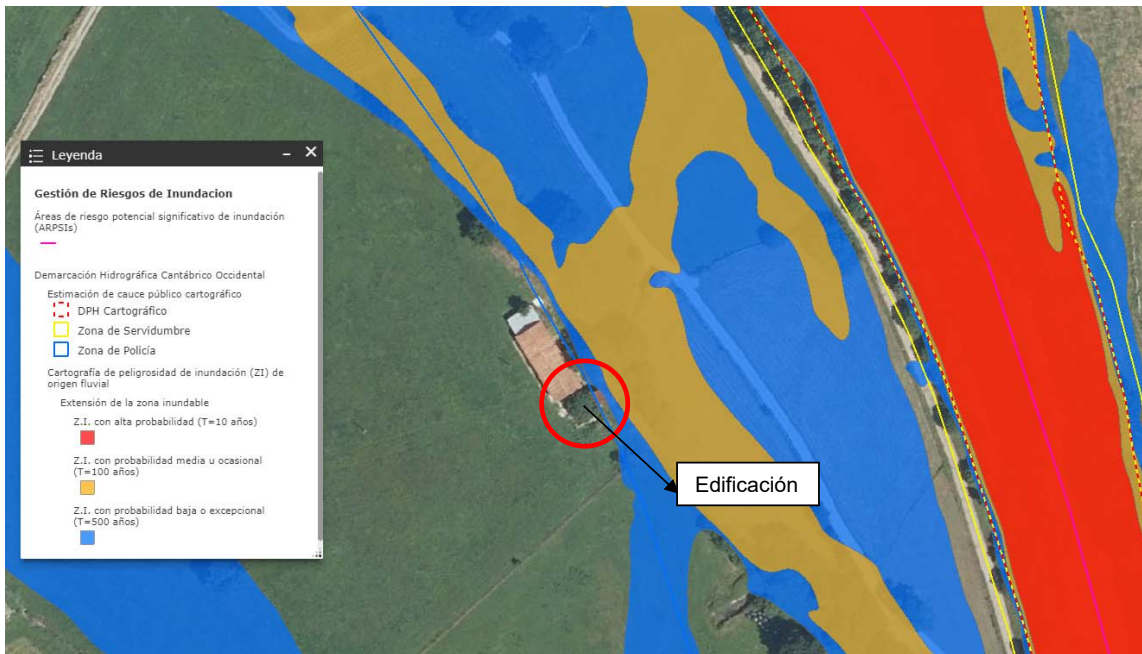 Leyenda
Gestión de Riesgos de Inundacion
Áreas de riesgo potencial significativo de inundación
(ARPSIs)
Demarcación Hidrográfica Cantábrico Occidental
Estimación de cauce público cartográfico
DPH Cartográfico
Zona de Servidumbre
Zona de Policía
Cartografía de peligrosidad de inundación (ZI) de
origen fluvial
Extensión de la zona inundable
Z.I. con alta probabilidad (T=10 años)
Z.I. con probabilidad media u ocasional
(T=100 años)
Z.I. con probabilidad baja o excepcional
(T=500 años)
Edificación